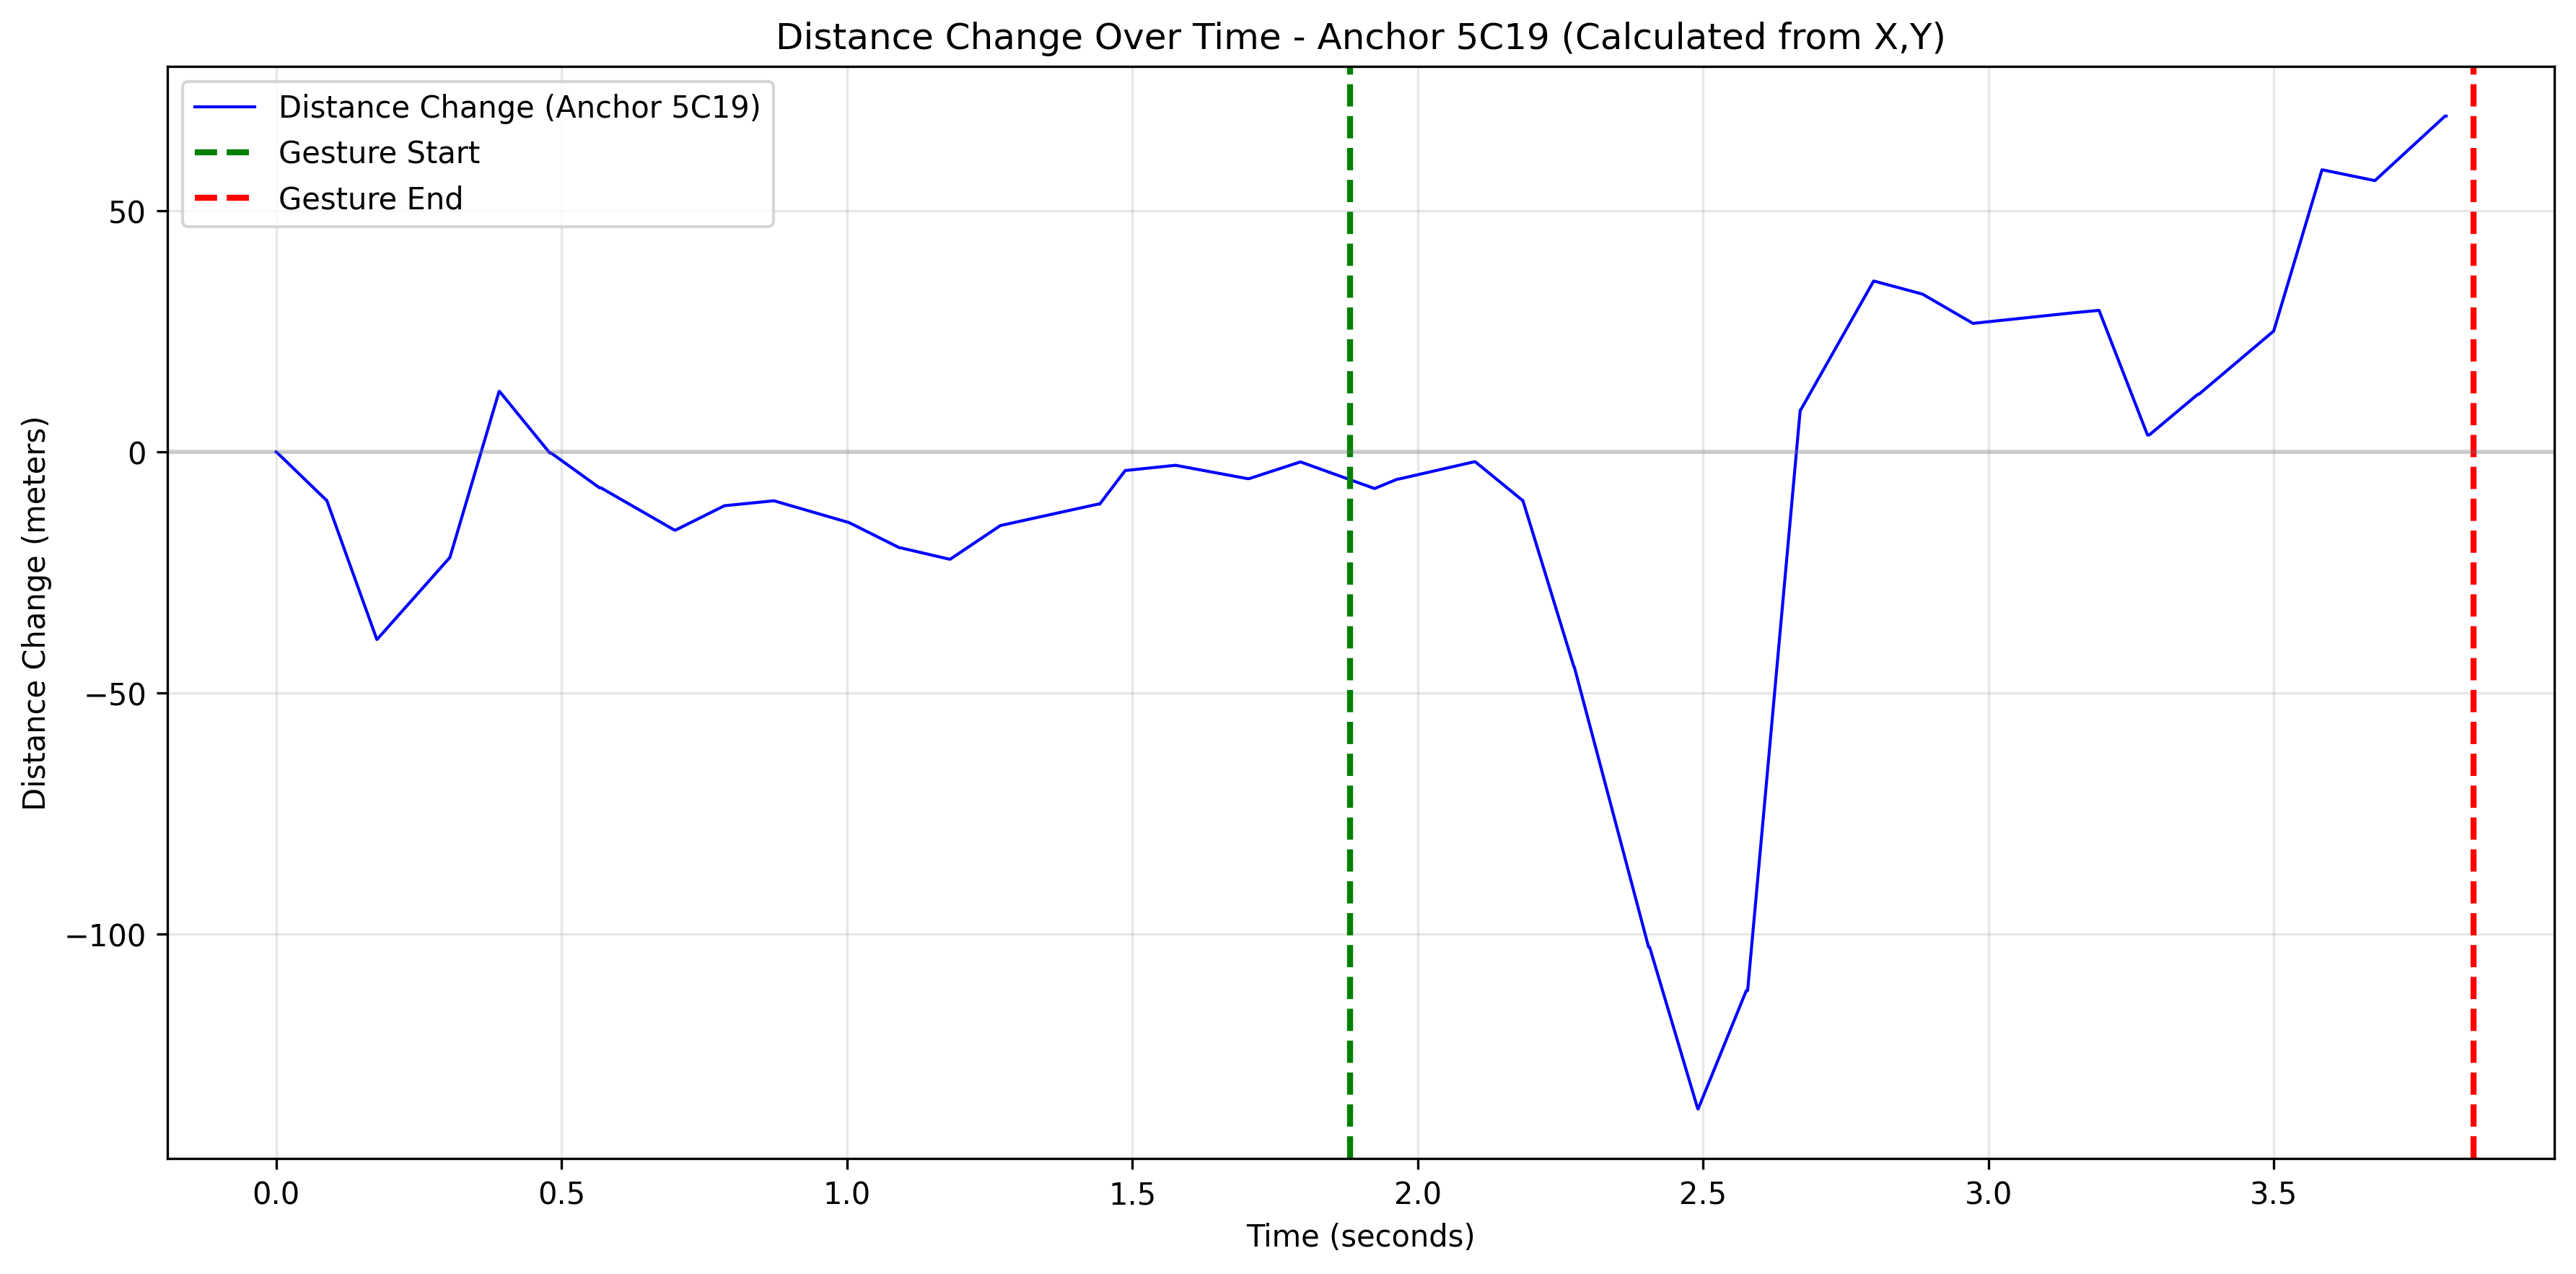 Distance Change Over Time - Anchor 5C19 (Calculated from X,Y)
Distance Change (Anchor 5C19)
Gesture Start
Gesture End
Distance Change (meters)
50
0
−50
−100
0.0 0.5 1.0 1.5 2.0 2.5 3.0 3.5
Time (seconds)